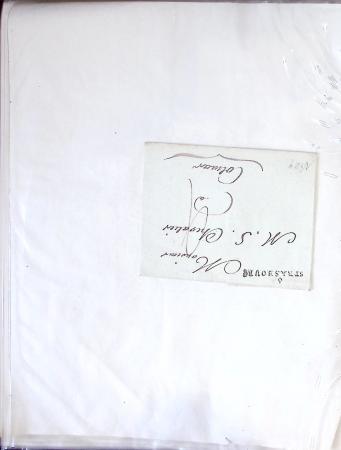 STRASBOURG
Monsieur
M. S. Chevalier
Colmar